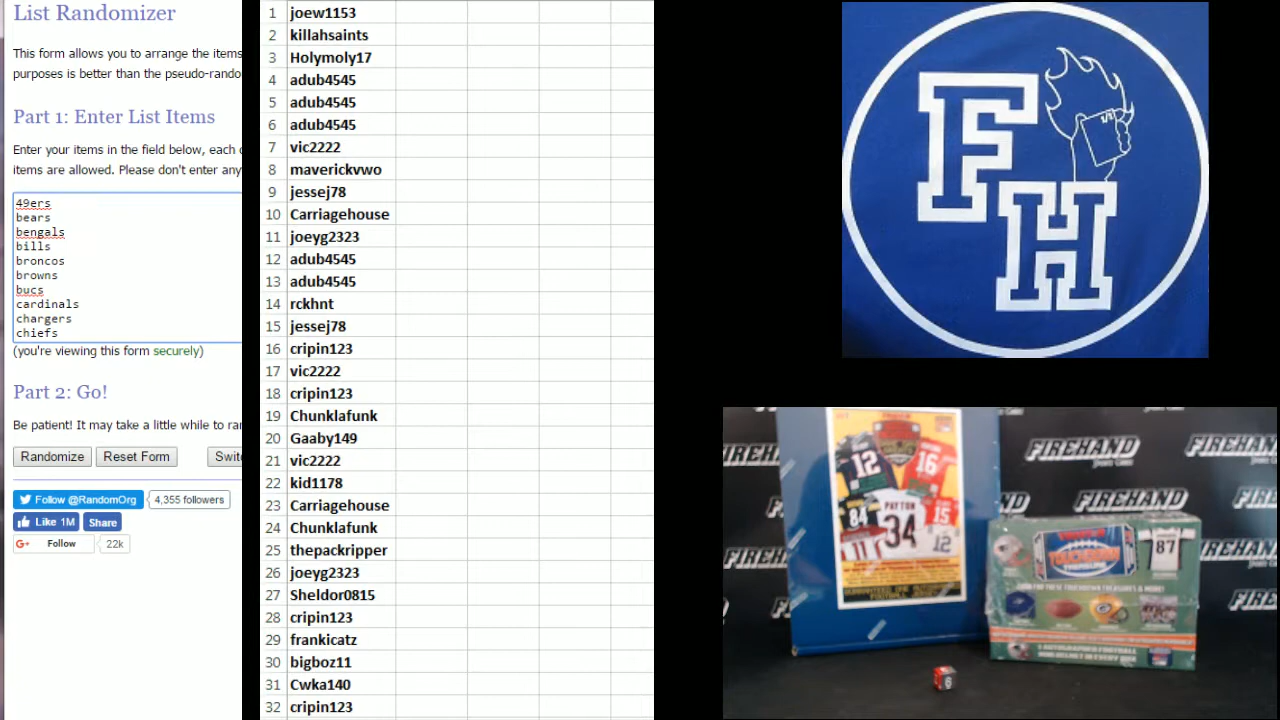 List Randomizer
This form allows you to arrange the items
purposes is better than the pseudo-rando
Part 1: Enter List Items
Enter your items in the field below, each
items are allowed. Please don't enter any
49ers
bears
bengals
bills
broncos
browns
bucs
cardinals
chargers
chiefs
(you're viewing this form securely)
Part 2: Go!
Be patient! It may take a little while to ra
Randomize Reset Form Swit
Follow @RandomOrg 4,355 followers
Like 1M Share
G+ Follow 22k
1 joew1153
2 killahsaints
3 Holymoly17
4 adub4545
5 adub4545
6 adub4545
7 vic2222
8 maverickvwo
9 jessej78
10 Carriagehouse
11 joeyg2323
12 adub4545
13 adub4545
14 rckhnt
15 jessej78
16 cripin123
17 vic2222
18 cripin123
19 Chunklafunk
20 Gaaby149
21 vic2222
22 kid1178
23 Carriagehouse
24 Chunklafunk
25 thepackripper
26 joeyg2323
27 Sheldor0815
28 cripin123
29 frankicatz
30 bigboz11
31 Cwka140
32 cripin123
F
1/1
H
FIREHAND
FIREHAND
FIREHAND
12
16
84
PAYTON
34
15
11
12
87
6